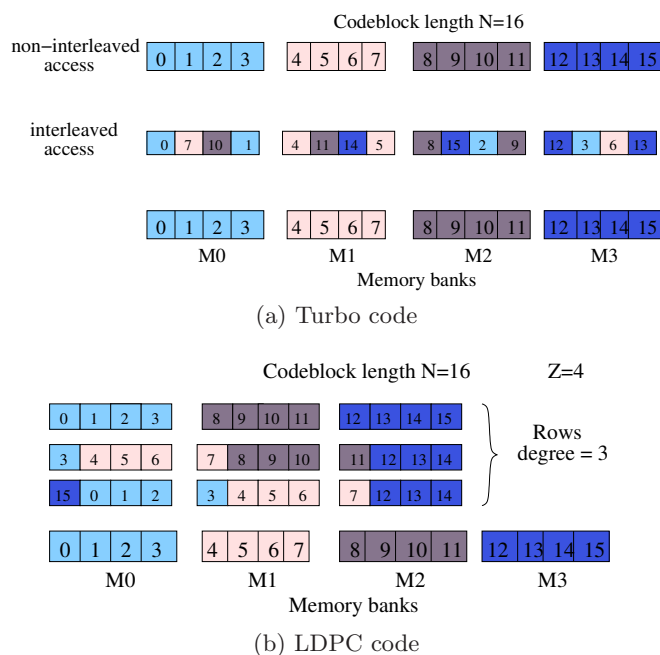 Codeblock length N=16
non-interleaved
access
0 1 2 3 4 5 6 7 8 9 10 11 12 13 14 15
interleaved
access
0 7 10 1 4 11 14 5 8 15 2 9 12 3 6 13
0 1 2 3 4 5 6 7 8 9 10 11 12 13 14 15
M0 M1 M2 M3
Memory banks
(a) Turbo code
Codeblock length N=16 Z=4
0 1 2 3 8 9 10 11 12 13 14 15
Rows
degree = 3
3 4 5 6 7 8 9 10 11 12 13 14
15 0 1 2 3 4 5 6 7 12 13 14
0 1 2 3 4 5 6 7 8 9 10 11 12 13 14 15
M0 M1 M2 M3
Memory banks
(b) LDPC code